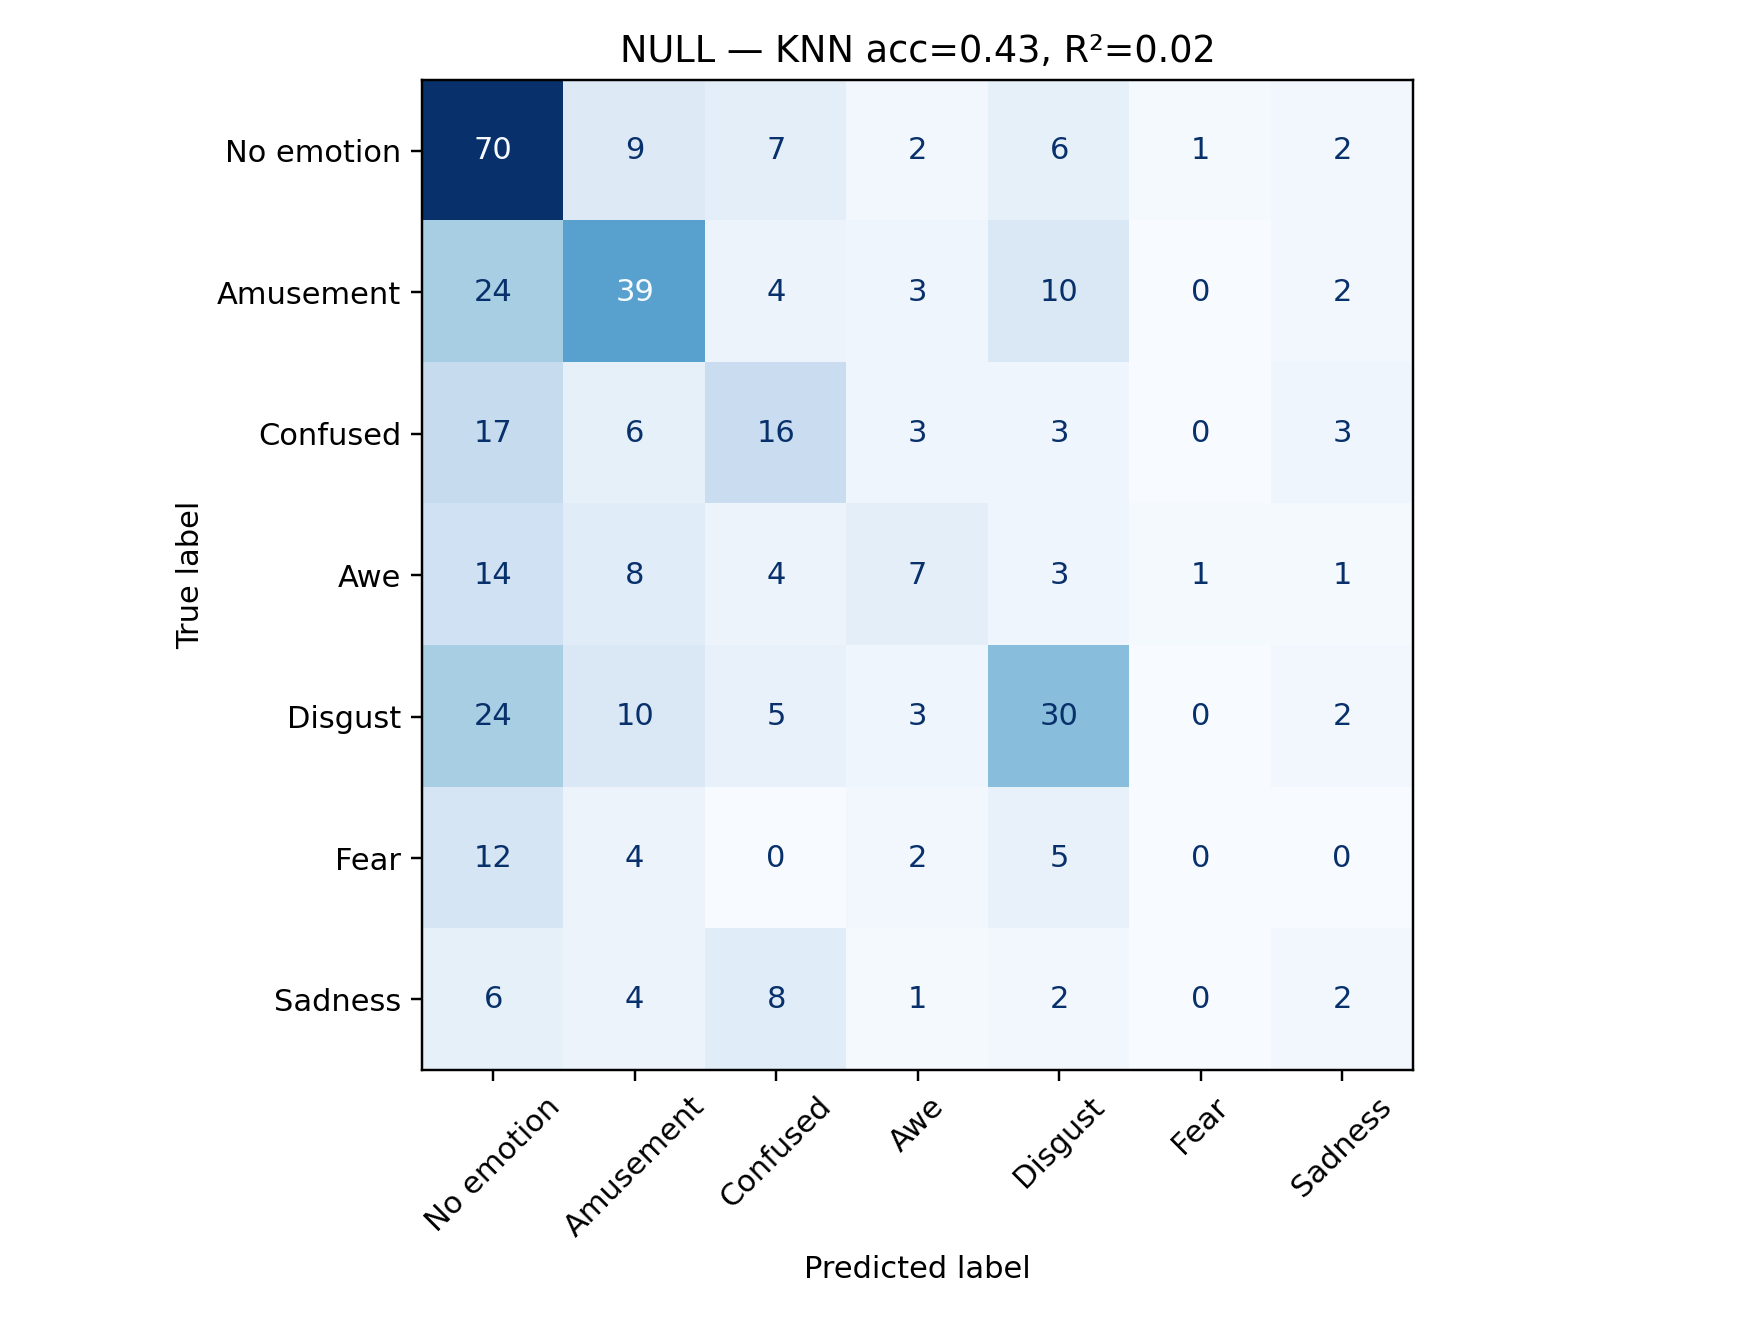 NULL — KNN acc=0.43, R²=0.02
No emotion 70 9 7 2 6 1 2
Amusement 24 39 4 3 10 0 2
Confused 17 6 16 3 3 0 3
Awe 14 8 4 7 3 1 1
Disgust 24 10 5 3 30 0 2
Fear 12 4 0 2 5 0 0
Sadness 6 4 8 1 2 0 2
True label
No emotion Amusement Confused Awe Disgust Fear Sadness
Predicted label